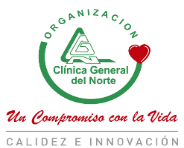 ORGANIZACION
Clínica General
del Norte
Un Compromiso con la Vida
CALIDEZ E INNOVACIÓN